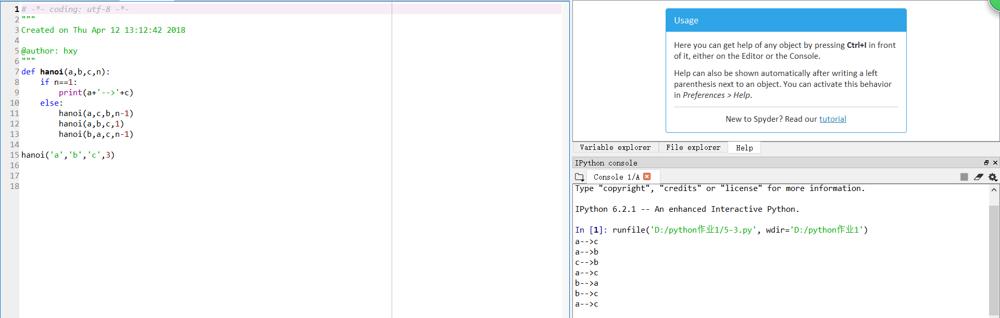 1 # -*- coding: utf-8 -*-
2 """
3 Created on Thu Apr 12 13:12:42 2018
4
5 @author: hxy
6 """
7 def hanoi(a,b,c,n):
8     if n==1:
9         print(a+'-->'+c)
10     else:
11         hanoi(a,c,b,n-1)
12         hanoi(a,b,c,1)
13         hanoi(b,a,c,n-1)
14
15 hanoi('a','b','c',3)
16
17
18
Usage
Here you can get help of any object by pressing Ctrl+I in front
of it, either on the Editor or the Console.
Help can also be shown automatically after writing a left
parenthesis next to an object. You can activate this behavior
in Preferences > Help.
New to Spyder? Read our tutorial
Variable explorer File explorer Help
IPython console
Console 1/A
Type "copyright", "credits" or "license" for more information.
IPython 6.2.1 -- An enhanced Interactive Python.
In [1]: runfile('D:/python作业1/5-3.py', wdir='D:/python作业1')
a-->c
a-->b
c-->b
a-->c
b-->a
b-->c
a-->c